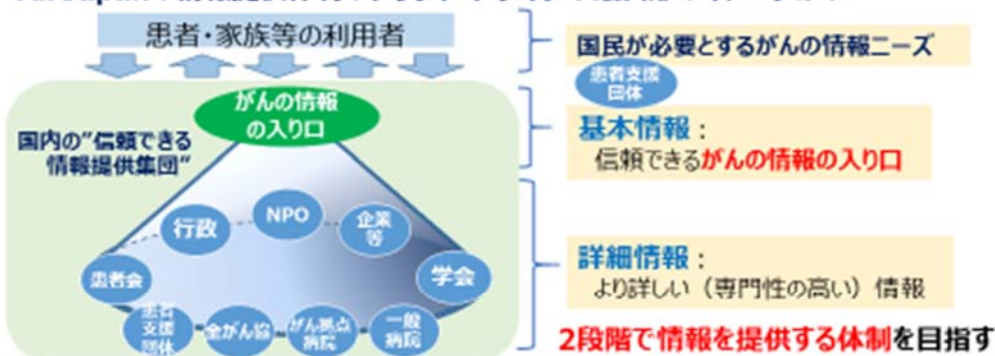 患者・家族等の利用者
国民が必要とするがんの情報ニーズ
患者支援
団体
がんの情報
の入り口
基本情報：
信頼できるがんの情報の入り口
国内の"信頼できる
情報提供集団"
行政
NPO
企業
等
患者会
学会
詳細情報：
より詳しい（専門性の高い）情報
患者
支援
団体
全がん協
がん拠点
病院
一般
病院
2段階で情報を提供する体制を目指す